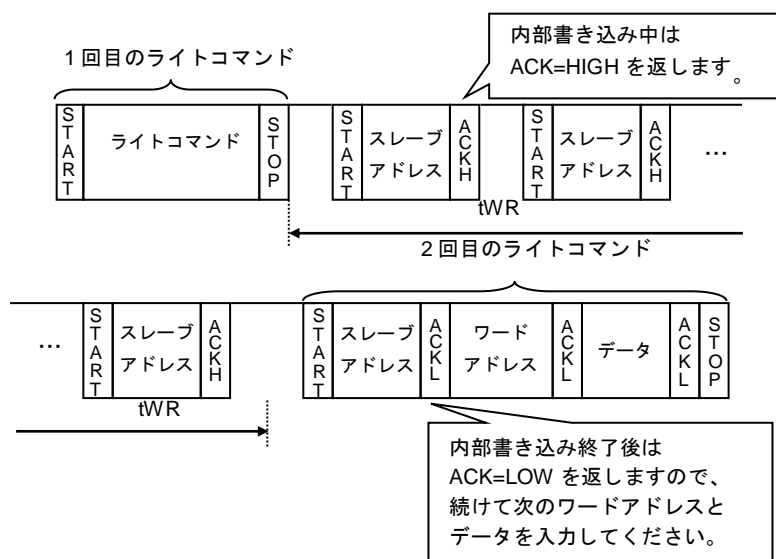 内部書き込み中は
ACK=HIGH を返します。
1回目のライトコマンド
START
ライトコマンド
STOP
START
スレーブ
アドレス
ACKH
START
スレーブ
アドレス
ACKH
…
tWR
2回目のライトコマンド
…
START
スレーブ
アドレス
ACKH
START
スレーブ
アドレス
ACKL
ワード
アドレス
ACKL
データ
ACKL
STOP
tWR
内部書き込み終了後は
ACK=LOW を返しますので、
続けて次のワードアドレスと
データを入力してください。